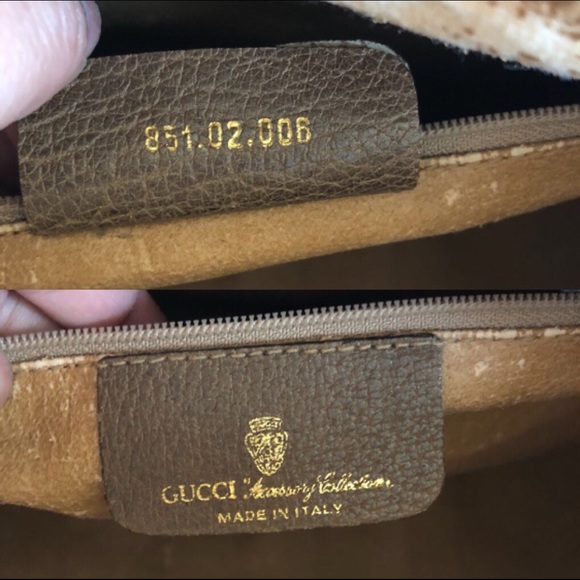 851.02.006
GUCCI Accessory Collection
MADE IN ITALY